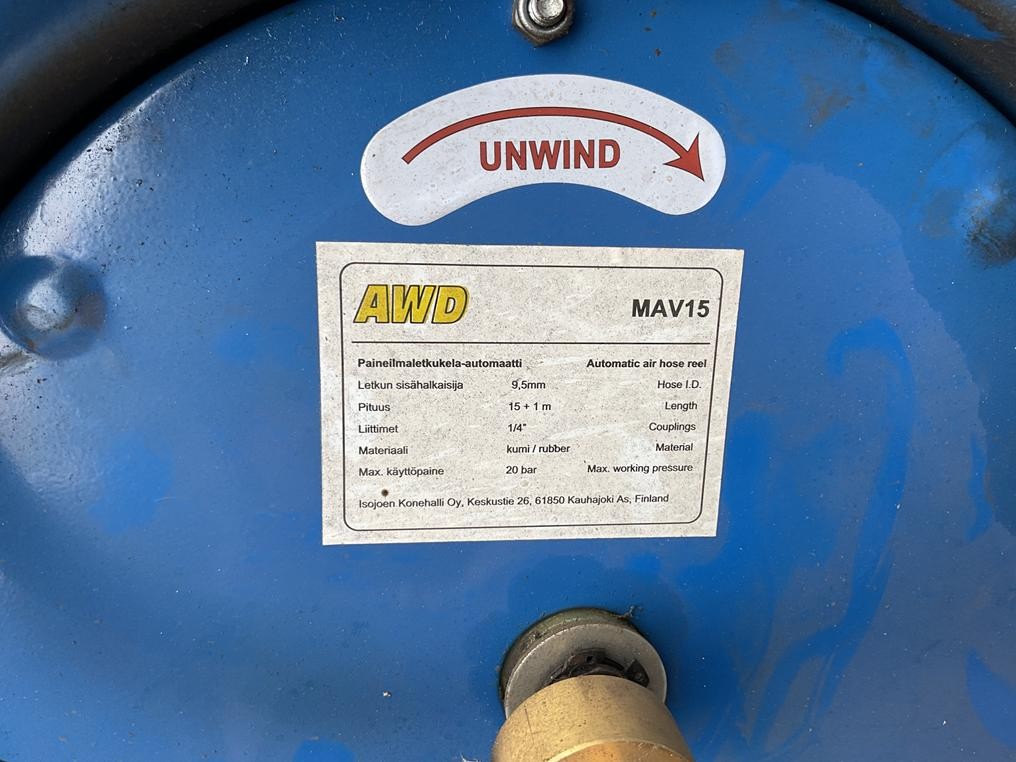 UNWIND
AWD MAV15
Paineilmaletkukela-automaatti Automatic air hose reel
Letkun sisähalkaisija 9,5mm Hose I.D.
Pituus 15 + 1 m Length
Liittimet 1/4" Couplings
Materiaali kumi / rubber Material
Max. käyttöpaine 20 bar Max. working pressure
Isojoen Konehalli Oy, Keskustie 26, 61850 Kauhajoki As, Finland